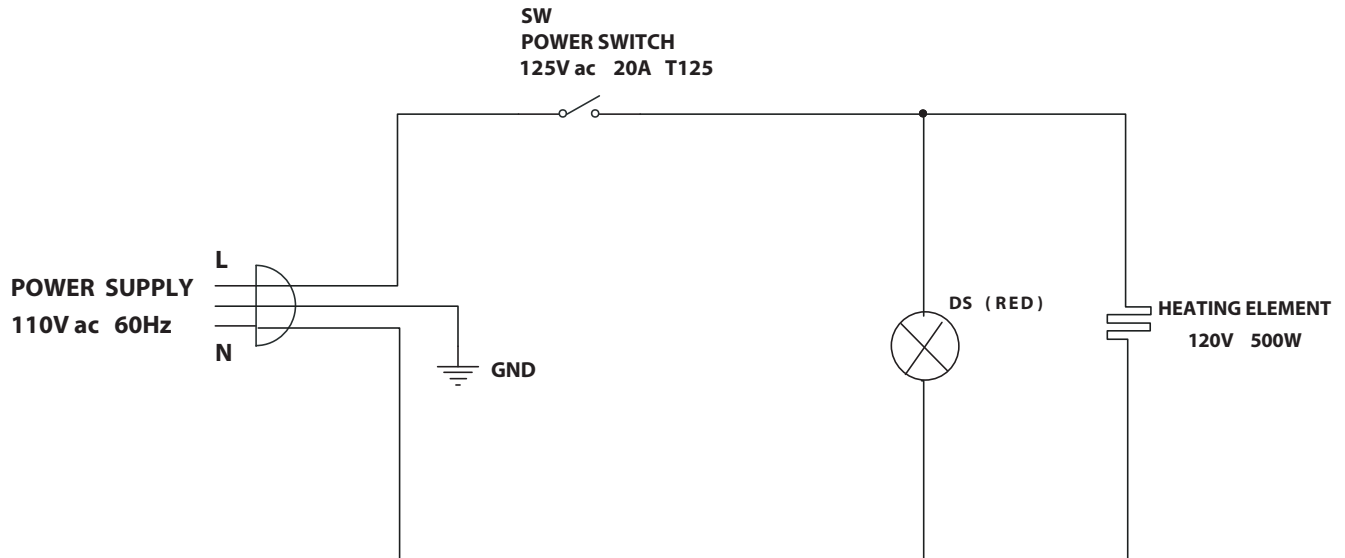 SW
POWER SWITCH
125V ac 20A T125
L
POWER SUPPLY
110V ac 60Hz
N
GND
DS (RED)
HEATING ELEMENT
120V 500W